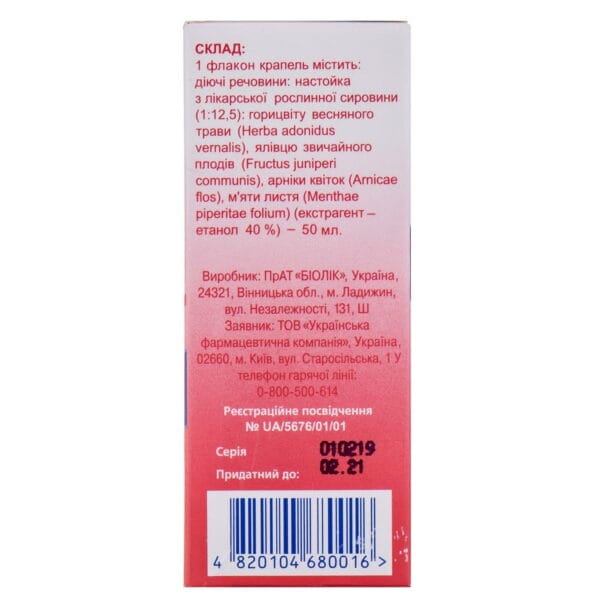 СКЛАД:
1 флакон крапель містить:
діючі речовини: настойка
з лікарської рослинної сировини
(1:12,5): горицвіту весняного
трави (Herba adonidus
vernalis), ялівцю звичайного
плодів (Fructus juniperi
communis), арніки квіток (Arnicae
flos), м'яти листя (Menthae
piperitae folium) (екстрагент –
етанол 40 %) – 50 мл.
Виробник: ПрАТ «БІОЛІК», Україна,
24321, Вінницька обл., м. Ладижин,
вул. Незалежності, 131, Ш
Заявник: ТОВ «Українська
фармацевтична компанія», Україна,
02660, м. Київ, вул. Старосільська, 1 У
телефон гарячої лінії:
0-800-500-614
Реєстраційне посвідчення
№ UA/5676/01/01
Серія 010219
Придатний до: 02.21
4 820104 680016 >